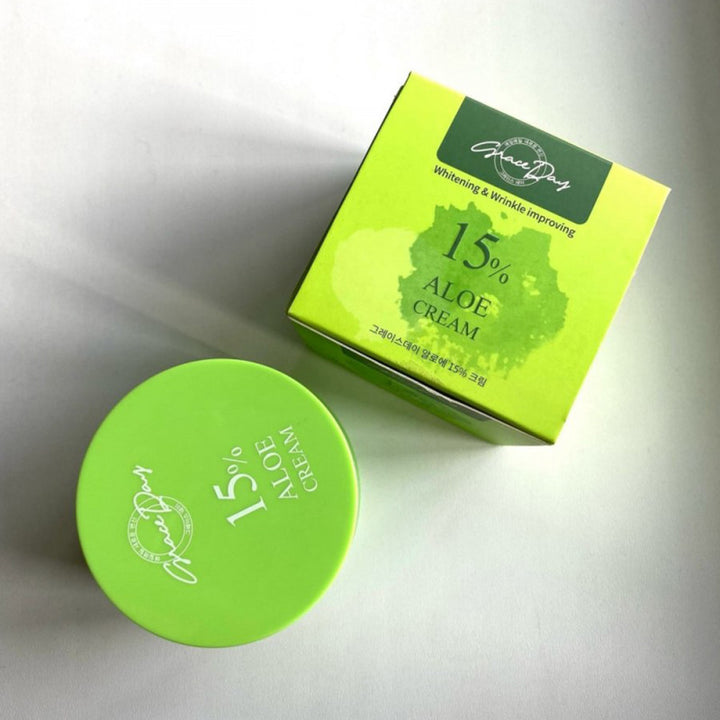 Grace Day
Whitening & Wrinkle improving
15%
ALOE
CREAM
그레이스데이 알로에 15% 크림
15%
ALOE
CREAM
Grace Day